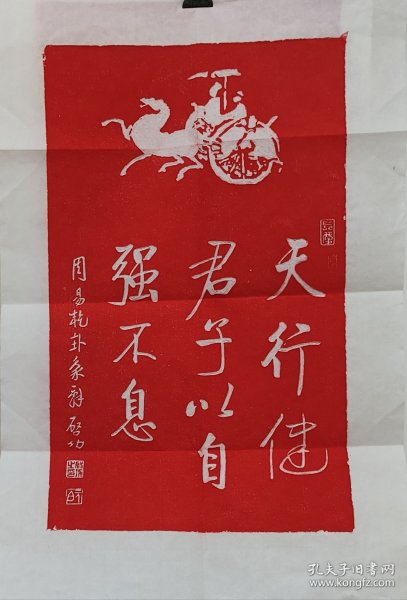 天行健
君子以自
强不息
周易乾卦象辞 启功
孔夫子旧书网
www.kongfz.com